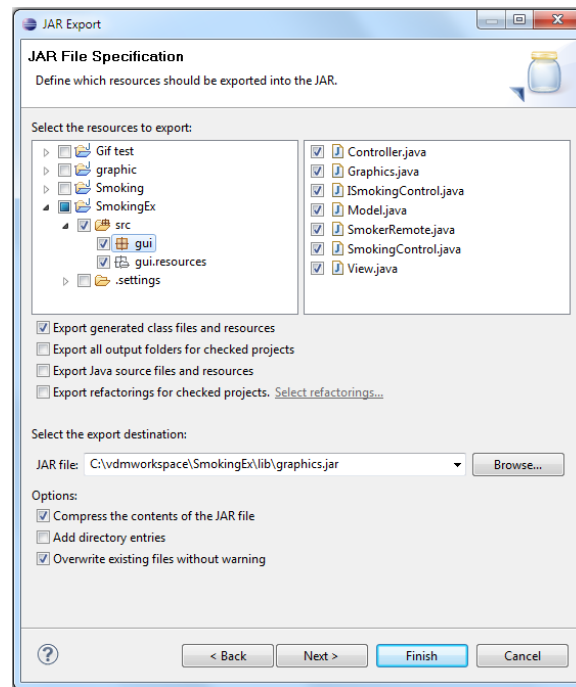 JAR Export
JAR File Specification
Define which resources should be exported into the JAR.
Select the resources to export:
Gif test
graphic
Smoking
SmokingEx
src
gui
gui.resources
.settings
Controller.java
Graphics.java
ISmokingControl.java
Model.java
SmokerRemote.java
SmokingControl.java
View.java
Export generated class files and resources
Export all output folders for checked projects
Export Java source files and resources
Export refactorings for checked projects. Select refactorings...
Select the export destination:
JAR file: C:\vdmworkspace\SmokingEx\lib\graphics.jar Browse...
Options:
Compress the contents of the JAR file
Add directory entries
Overwrite existing files without warning
? < Back Next > Finish Cancel